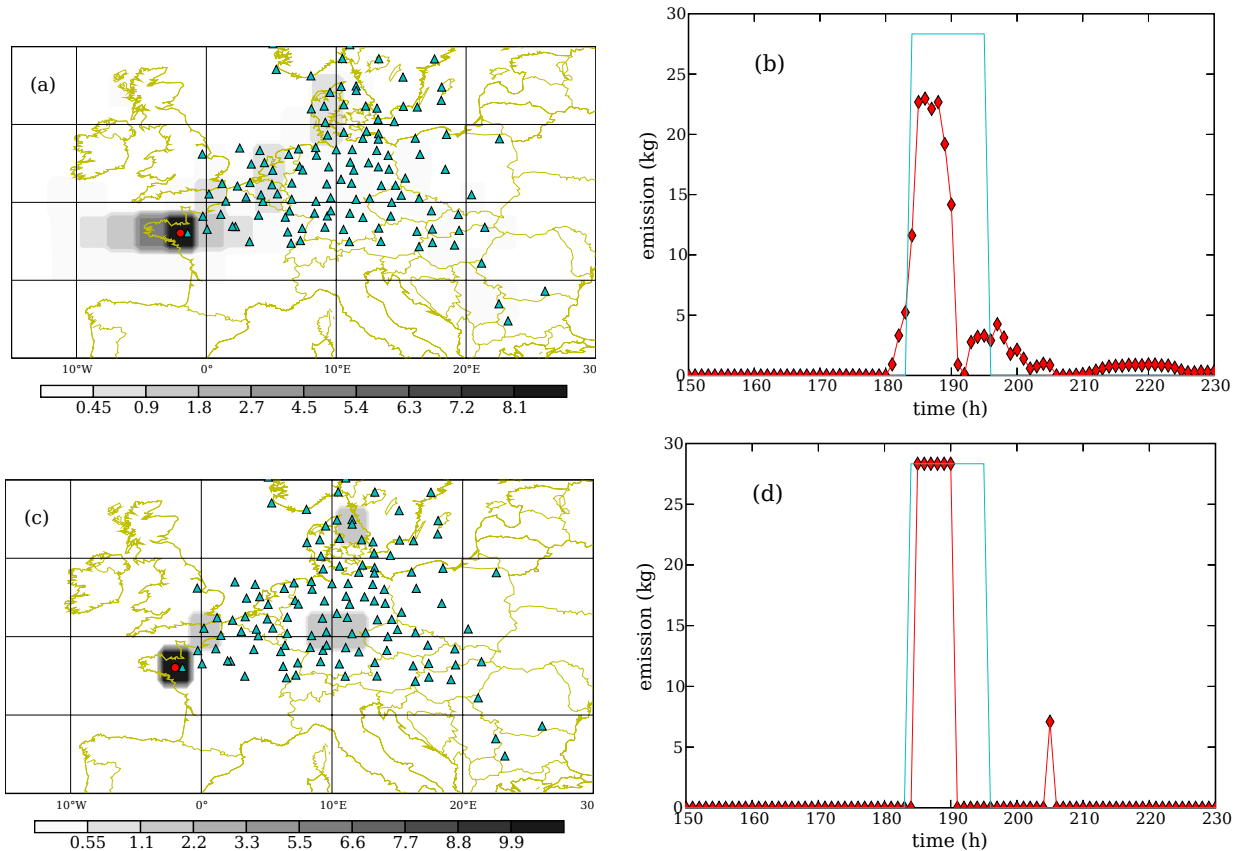 (a)
10°W 0° 10°E 20°E 30
0.45 0.9 1.8 2.7 4.5 5.4 6.3 7.2 8.1
(b)
30
25
20
15
10
5
0
emission (kg)
150 160 170 180 190 200 210 220 230
time (h)
(c)
10°W 0° 10°E 20°E 30
0.55 1.1 2.2 3.3 5.5 6.6 7.7 8.8 9.9
(d)
30
25
20
15
10
5
0
emission (kg)
150 160 170 180 190 200 210 220 230
time (h)